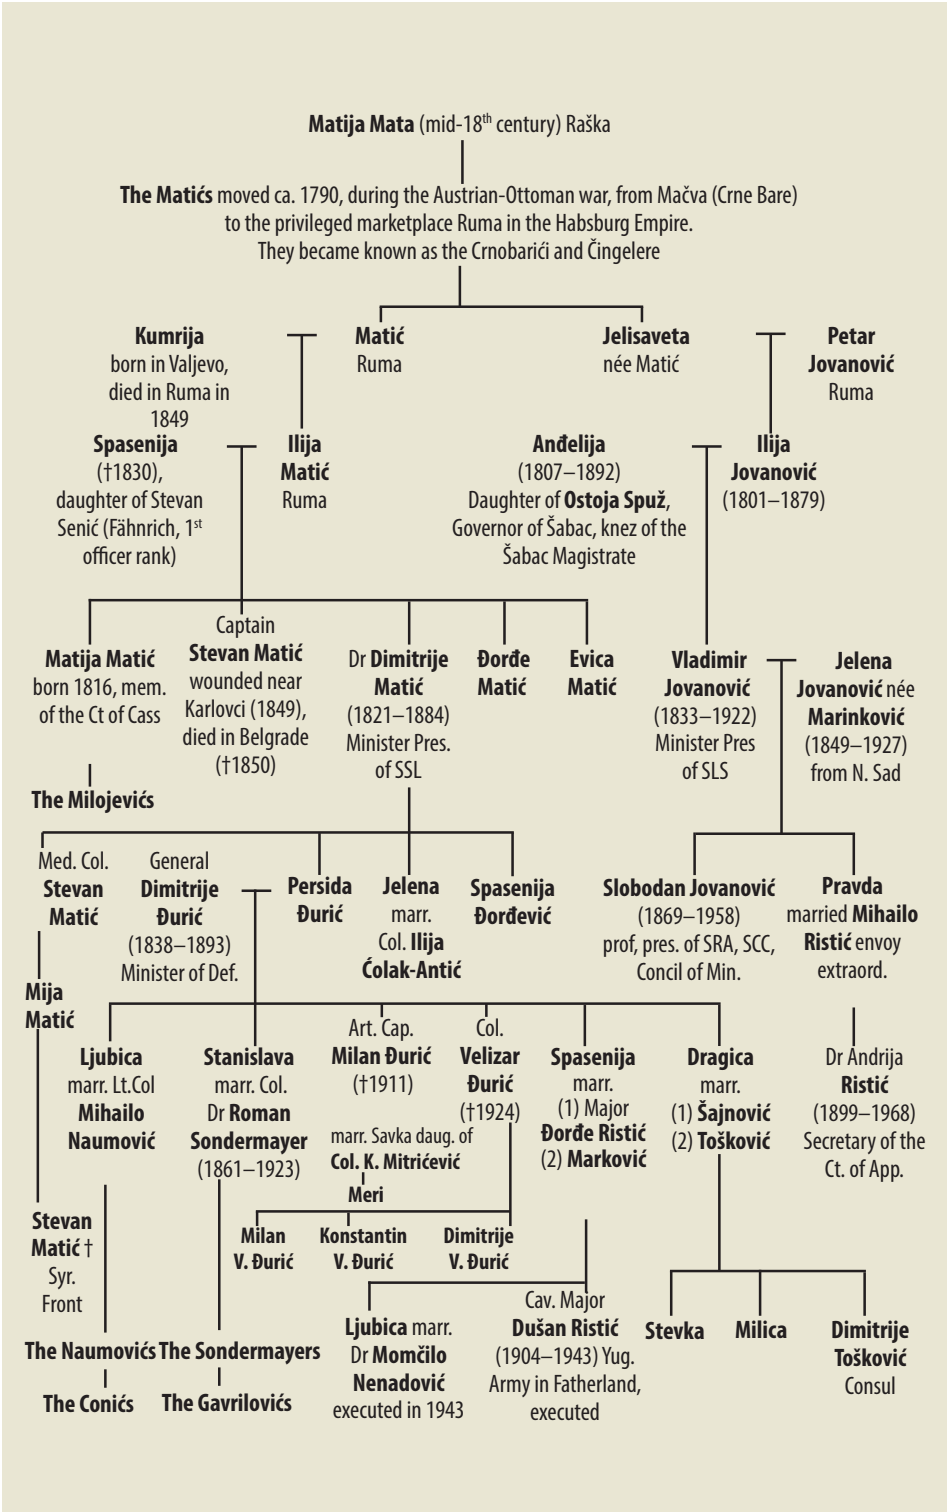 Matija Mata (mid-18th century) Raška
The Matićs moved ca. 1790, during the Austrian-Ottoman war, from Mačva (Crne Bare)
to the privileged marketplace Ruma in the Habsburg Empire.
They became known as the Crnobarići and Čingelere
Kumrija
born in Valjevo,
died in Ruma in
1849
Matić
Ruma
Jelisaveta
née Matić
Petar
Jovanović
Ruma
Spasenija
(†1830),
daughter of Stevan
Senić (Fähnrich, 1st
officer rank)
Ilija
Matić
Ruma
Anđelija
(1807–1892)
Daughter of Ostoja Spuž,
Governor of Šabac, knez of the
Šabac Magistrate
Ilija
Jovanović
(1801–1879)
Matija Matić
born 1816, mem.
of the Ct of Cass
The Milojevićs
Captain
Stevan Matić
wounded near
Karlovci (1849),
died in Belgrade
(†1850)
Dr Dimitrije
Matić
(1821–1884)
Minister Pres.
of SSL
Đorđe
Matić
Evica
Matić
Vladimir
Jovanović
(1833–1922)
Minister Pres
of SLS
Jelena
Jovanović née
Marinković
(1849–1927)
from N. Sad
Med. Col.
Stevan
Matić
General
Dimitrije
Đurić
(1838–1893)
Minister of Def.
Persida
Đurić
Jelena
marr.
Col. Ilija
Ćolak-Antić
Spasenija
Đorđević
Slobodan Jovanović
(1869–1958)
prof, pres. of SRA, SCC,
Concil of Min.
Pravda
married Mihailo
Ristić envoy
extraord.
Mija
Matić
Ljubica
marr. Lt.Col
Mihailo
Naumović
Stanislava
marr. Col.
Dr Roman
Sondermayer
(1861–1923)
Art. Cap.
Milan Đurić
(†1911)
Col.
Velizar
Đurić
(†1924)
marr. Savka daug. of
Col. K. Mitrićević
Meri
Spasenija
marr.
(1) Major
Đorđe Ristić
(2) Marković
Dragica
marr.
(1) Šajnović
(2) Tošković
Dr Andrija
Ristić
(1899–1968)
Secretary of the
Ct. of App.
Stevan
Matić †
Syr.
Front
Milan
V. Đurić
Konstantin
V. Đurić
Dimitrije
V. Đurić
Ljubica marr.
Dr Momčilo
Nenadović
executed in 1943
Cav. Major
Dušan Ristić
(1904–1943) Yug.
Army in Fatherland,
executed
Stevka
Milica
Dimitrije
Tošković
Consul
The Naumovićs
The Sondermayers
The Conićs
The Gavrilovićs